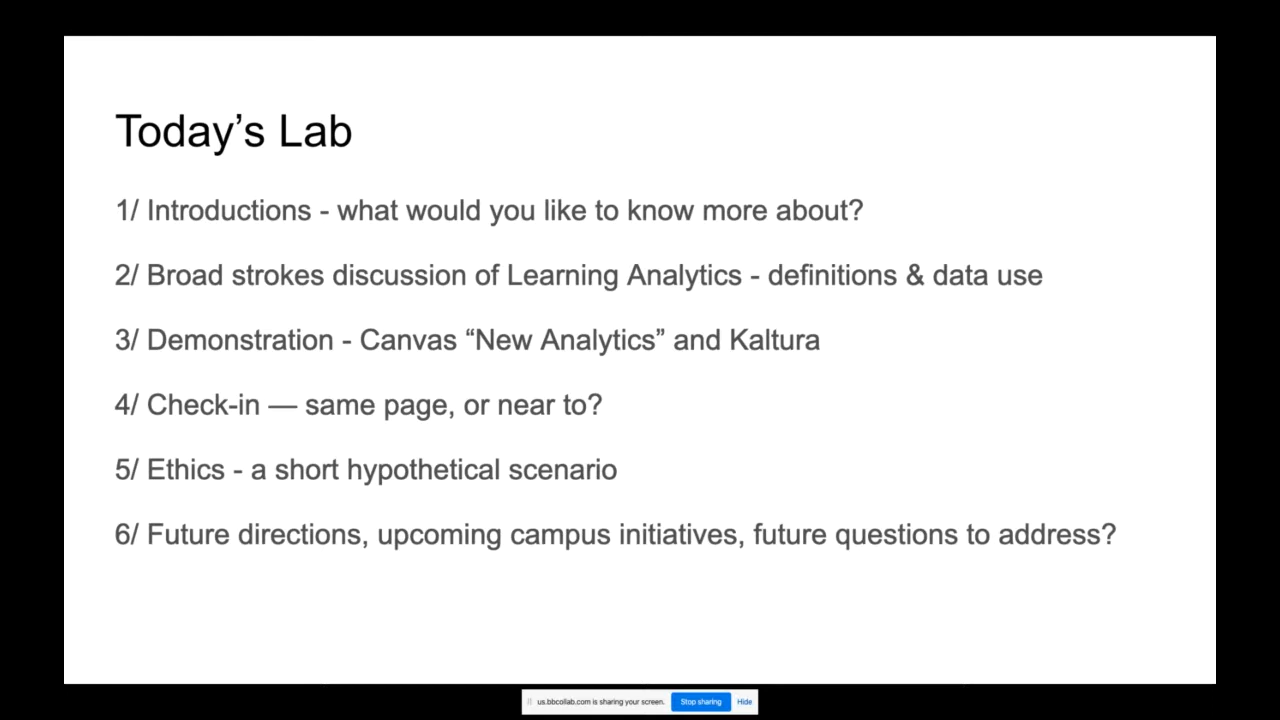 Today’s Lab
1/ Introductions - what would you like to know more about?
2/ Broad strokes discussion of Learning Analytics - definitions & data use
3/ Demonstration - Canvas “New Analytics” and Kaltura
4/ Check-in — same page, or near to?
5/ Ethics - a short hypothetical scenario
6/ Future directions, upcoming campus initiatives, future questions to address?
us.bbcollab.com is sharing your screen. Stop sharing Hide